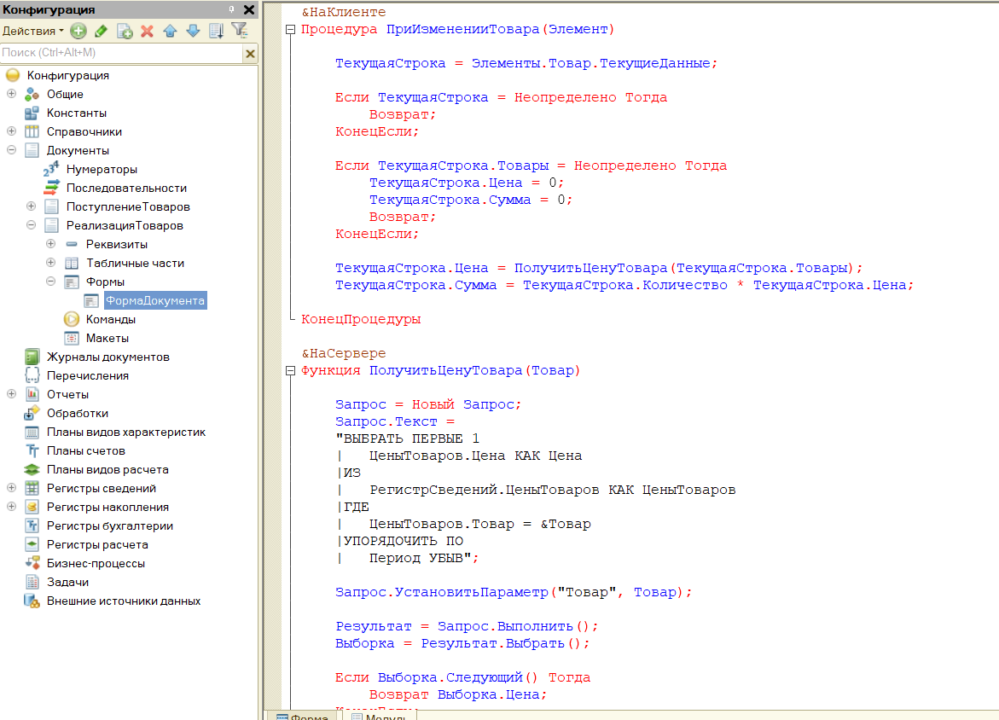 Конфигурация
Действия
Поиск (Ctrl+Alt+M)
Конфигурация
Общие
Константы
Справочники
Документы
Нумераторы
Последовательности
ПоступлениеТоваров
РеализацияТоваров
Реквизиты
Табличные части
Формы
ФормаДокумента
Команды
Макеты
Журналы документов
Перечисления
Отчеты
Обработки
Планы видов характеристик
Планы счетов
Планы видов расчета
Регистры сведений
Регистры накопления
Регистры бухгалтерии
Регистры расчета
Бизнес-процессы
Задачи
Внешние источники данных
&НаКлиенте
Процедура ПриИзмененииТовара(Элемент)
ТекущаяСтрока = Элементы.Товар.ТекущиеДанные;
Если ТекущаяСтрока = Неопределено Тогда
Возврат;
КонецЕсли;
Если ТекущаяСтрока.Товары = Неопределено Тогда
ТекущаяСтрока.Цена = 0;
ТекущаяСтрока.Сумма = 0;
Возврат;
КонецЕсли;
ТекущаяСтрока.Цена = ПолучитьЦенуТовара(ТекущаяСтрока.Товары);
ТекущаяСтрока.Сумма = ТекущаяСтрока.Количество * ТекущаяСтрока.Цена;
КонецПроцедуры
&НаСервере
Функция ПолучитьЦенуТовара(Товар)
Запрос = Новый Запрос;
Запрос.Текст =
"ВЫБРАТЬ ПЕРВЫЕ 1
| ЦеныТоваров.Цена КАК Цена
|ИЗ
| РегистрСведений.ЦеныТоваров КАК ЦеныТоваров
|ГДЕ
| ЦеныТоваров.Товар = &Товар
|УПОРЯДОЧИТЬ ПО
| Период УБЫВ";
Запрос.УстановитьПараметр("Товар", Товар);
Результат = Запрос.Выполнить();
Выборка = Результат.Выбрать();
Если Выборка.Следующий() Тогда
Возврат Выборка.Цена;
КонецЕсли;
Форма
Модуль